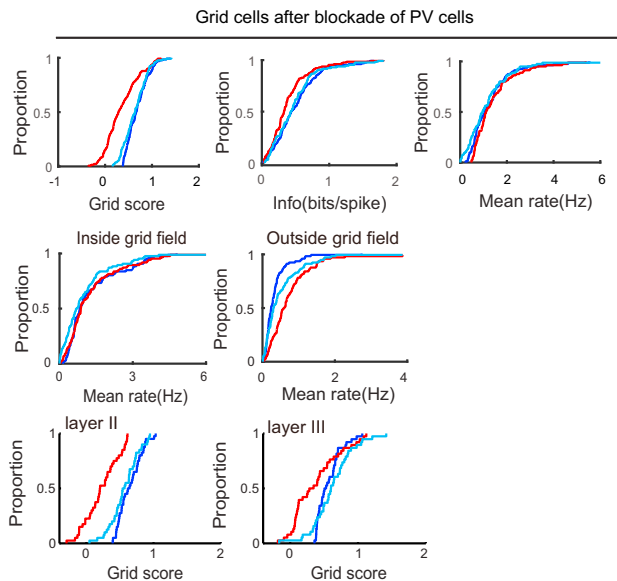 Grid cells after blockade of PV cells
Proportion
1
0.5
0
-1
0
1
2
Grid score
Proportion
1
0.5
0
0
1
2
Info(bits/spike)
Proportion
1
0.5
0
0
2
4
6
Mean rate(Hz)
Inside grid field
Proportion
1
0.5
0
0
3
6
Mean rate(Hz)
Outside grid field
Proportion
1
0.5
0
0
2
4
Mean rate(Hz)
layer II
Proportion
1
0.5
0
0
1
2
Grid score
layer III
Proportion
1
0.5
0
0
1
2
Grid score